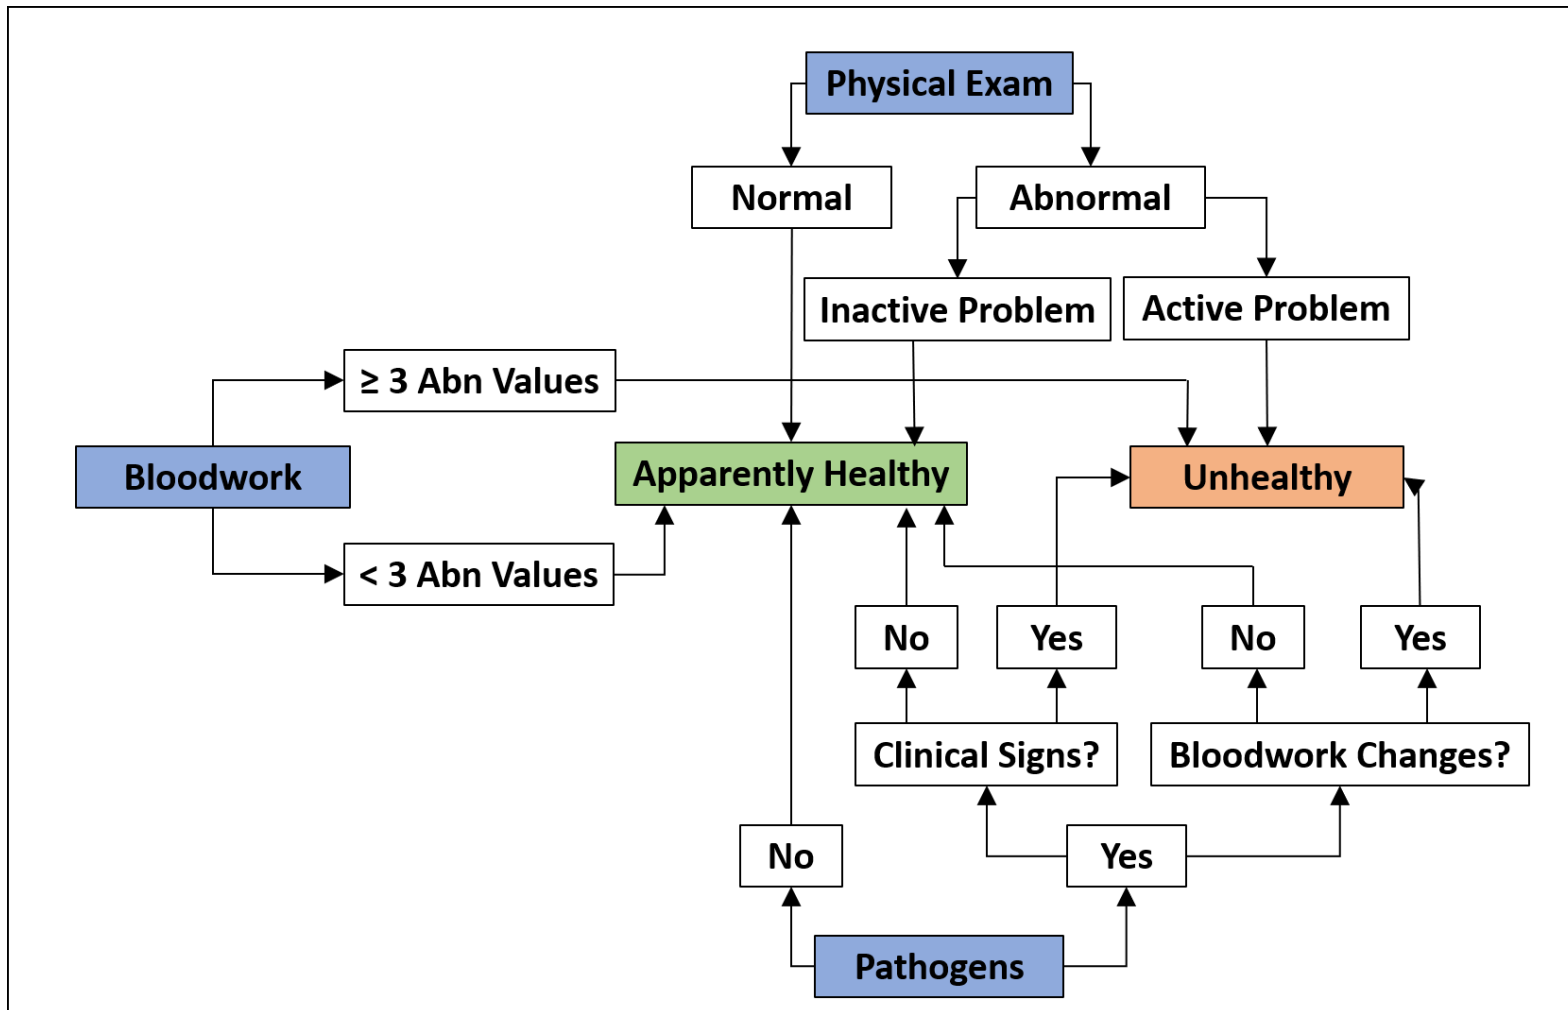 Physical Exam
Normal
Abnormal
Inactive Problem
Active Problem
≥ 3 Abn Values
Bloodwork
Apparently Healthy
Unhealthy
< 3 Abn Values
No
Yes
No
Yes
Clinical Signs?
Bloodwork Changes?
No
Yes
Pathogens